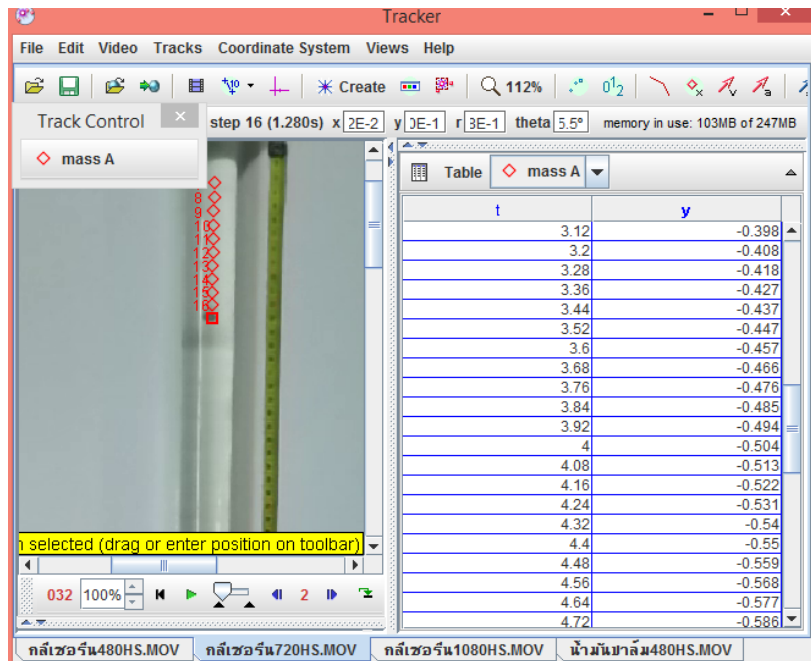 Tracker
File Edit Video Tracks Coordinate System Views Help
Create 112%
Track Control
step 16 (1.280s) x 2E-2 y 0E-1 r 3E-1 theta 5.5° memory in use: 103MB of 247MB
mass A
Table mass A
t y
3.12 -0.398
3.2 -0.408
3.28 -0.418
3.36 -0.427
3.44 -0.437
3.52 -0.447
3.6 -0.457
3.68 -0.466
3.76 -0.476
3.84 -0.485
3.92 -0.494
4 -0.504
4.08 -0.513
4.16 -0.522
4.24 -0.531
4.32 -0.54
4.4 -0.55
4.48 -0.559
4.56 -0.568
4.64 -0.577
4.72 -0.586
8
9
10
11
12
13
14
15
16
selected (drag or enter position on toolbar)
032 100% 2
กลีเซอรีน480HS.MOV กลีเซอรีน720HS.MOV กลีเซอรีน1080HS.MOV น้ำมันปาล์ม480HS.MOV